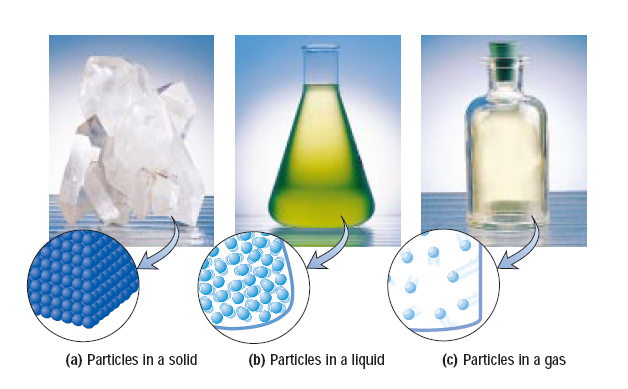 (a) Particles in a solid
(b) Particles in a liquid
(c) Particles in a gas